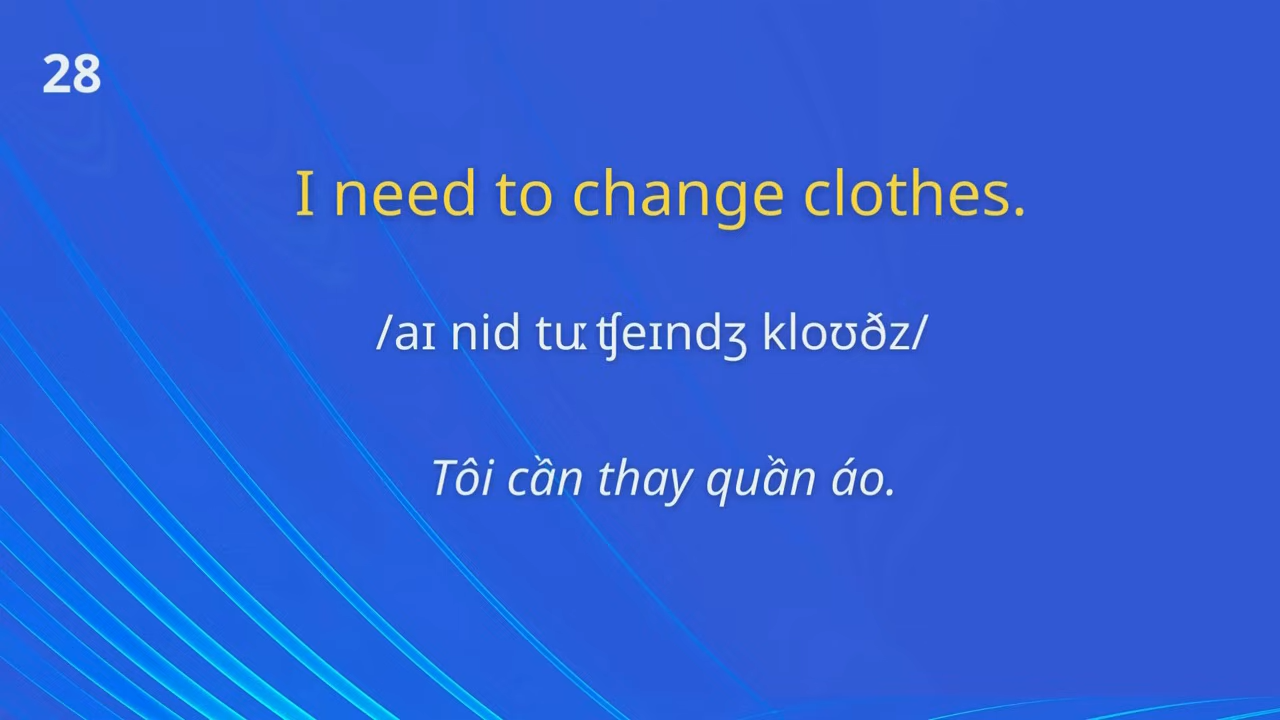 28
I need to change clothes.
/aɪ nid tuː ʧeɪndʒ kloʊðz/
Tôi cần thay quần áo.